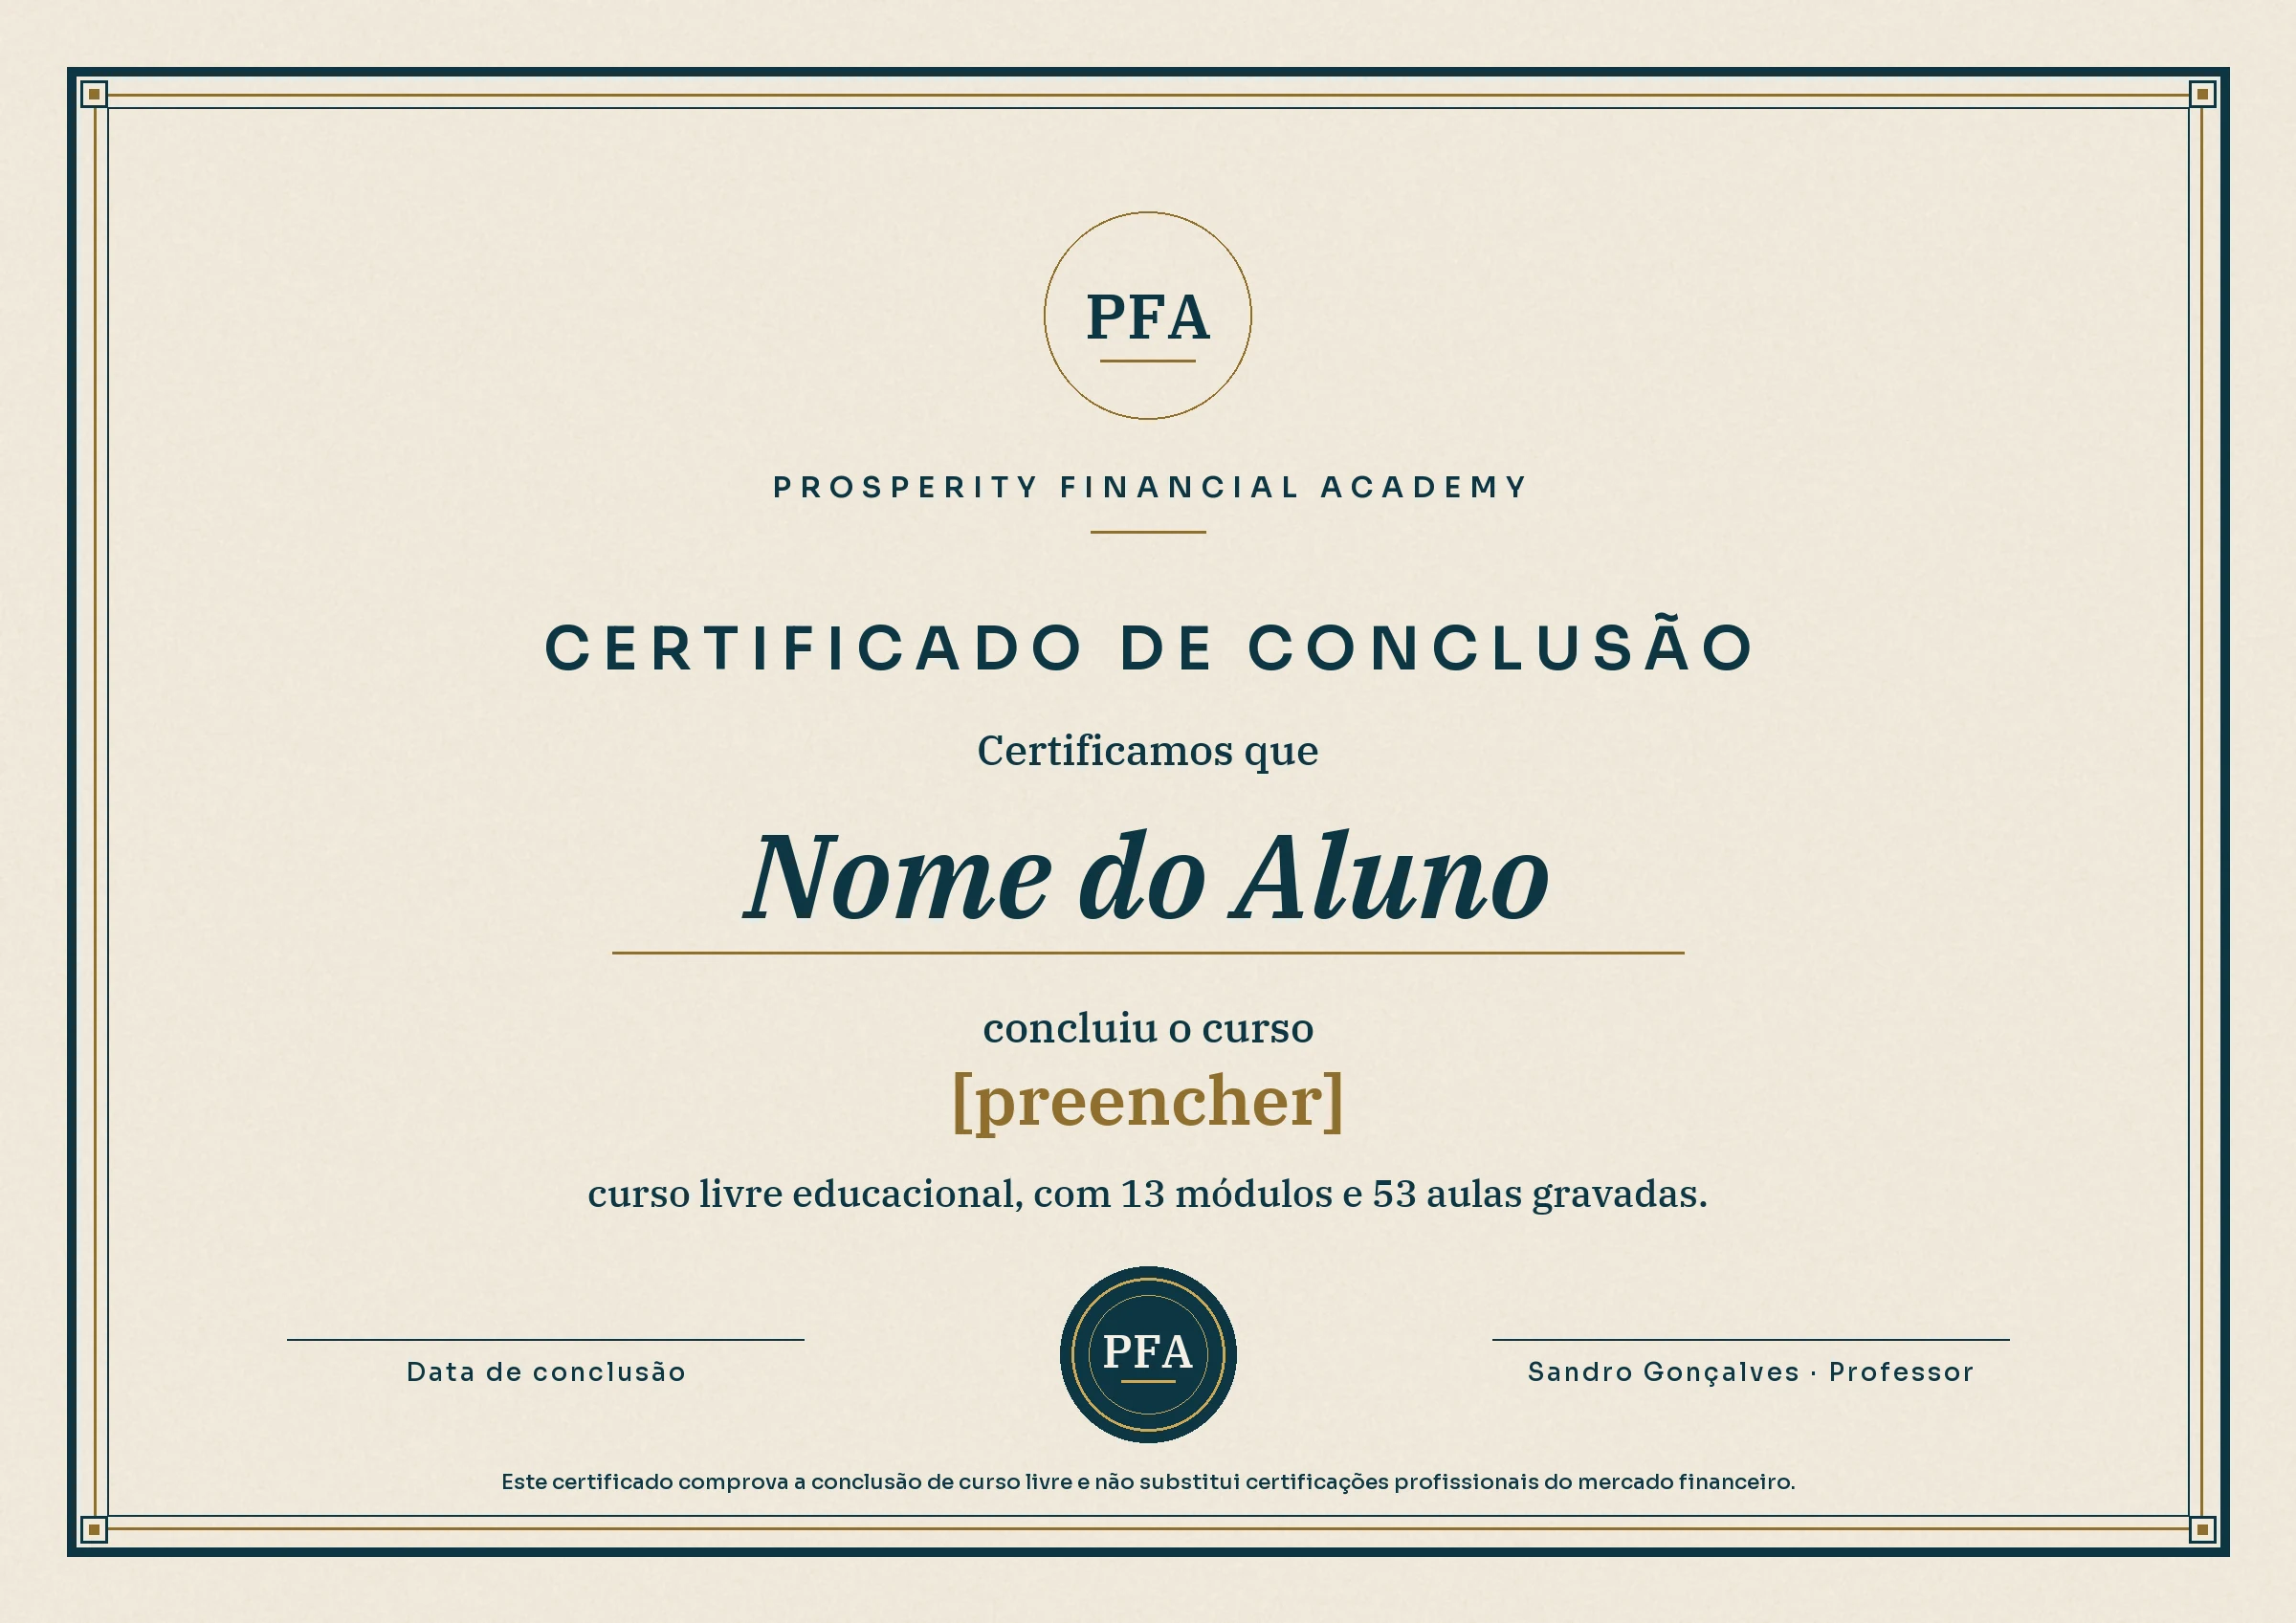 PFA
PROSPERITY FINANCIAL ACADEMY
CERTIFICADO DE CONCLUSÃO
Certificamos que
Nome do Aluno
concluiu o curso
[preencher]
curso livre educacional, com 13 módulos e 53 aulas gravadas.
PFA
Data de conclusão
Sandro Gonçalves · Professor
Este certificado comprova a conclusão de curso livre e não substitui certificações profissionais do mercado financeiro.